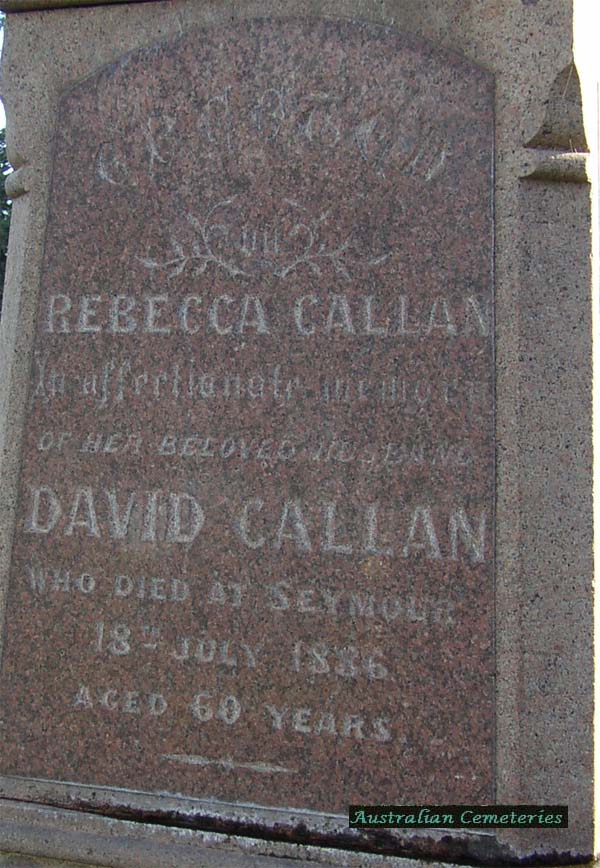 ERECTED
BY
REBECCA CALLAN
In affectionate memory
OF HER BELOVED HUSBAND
DAVID CALLAN
WHO DIED AT SEYMOUR
18TH JULY 1886
AGED 60 YEARS.
Australian Cemeteries